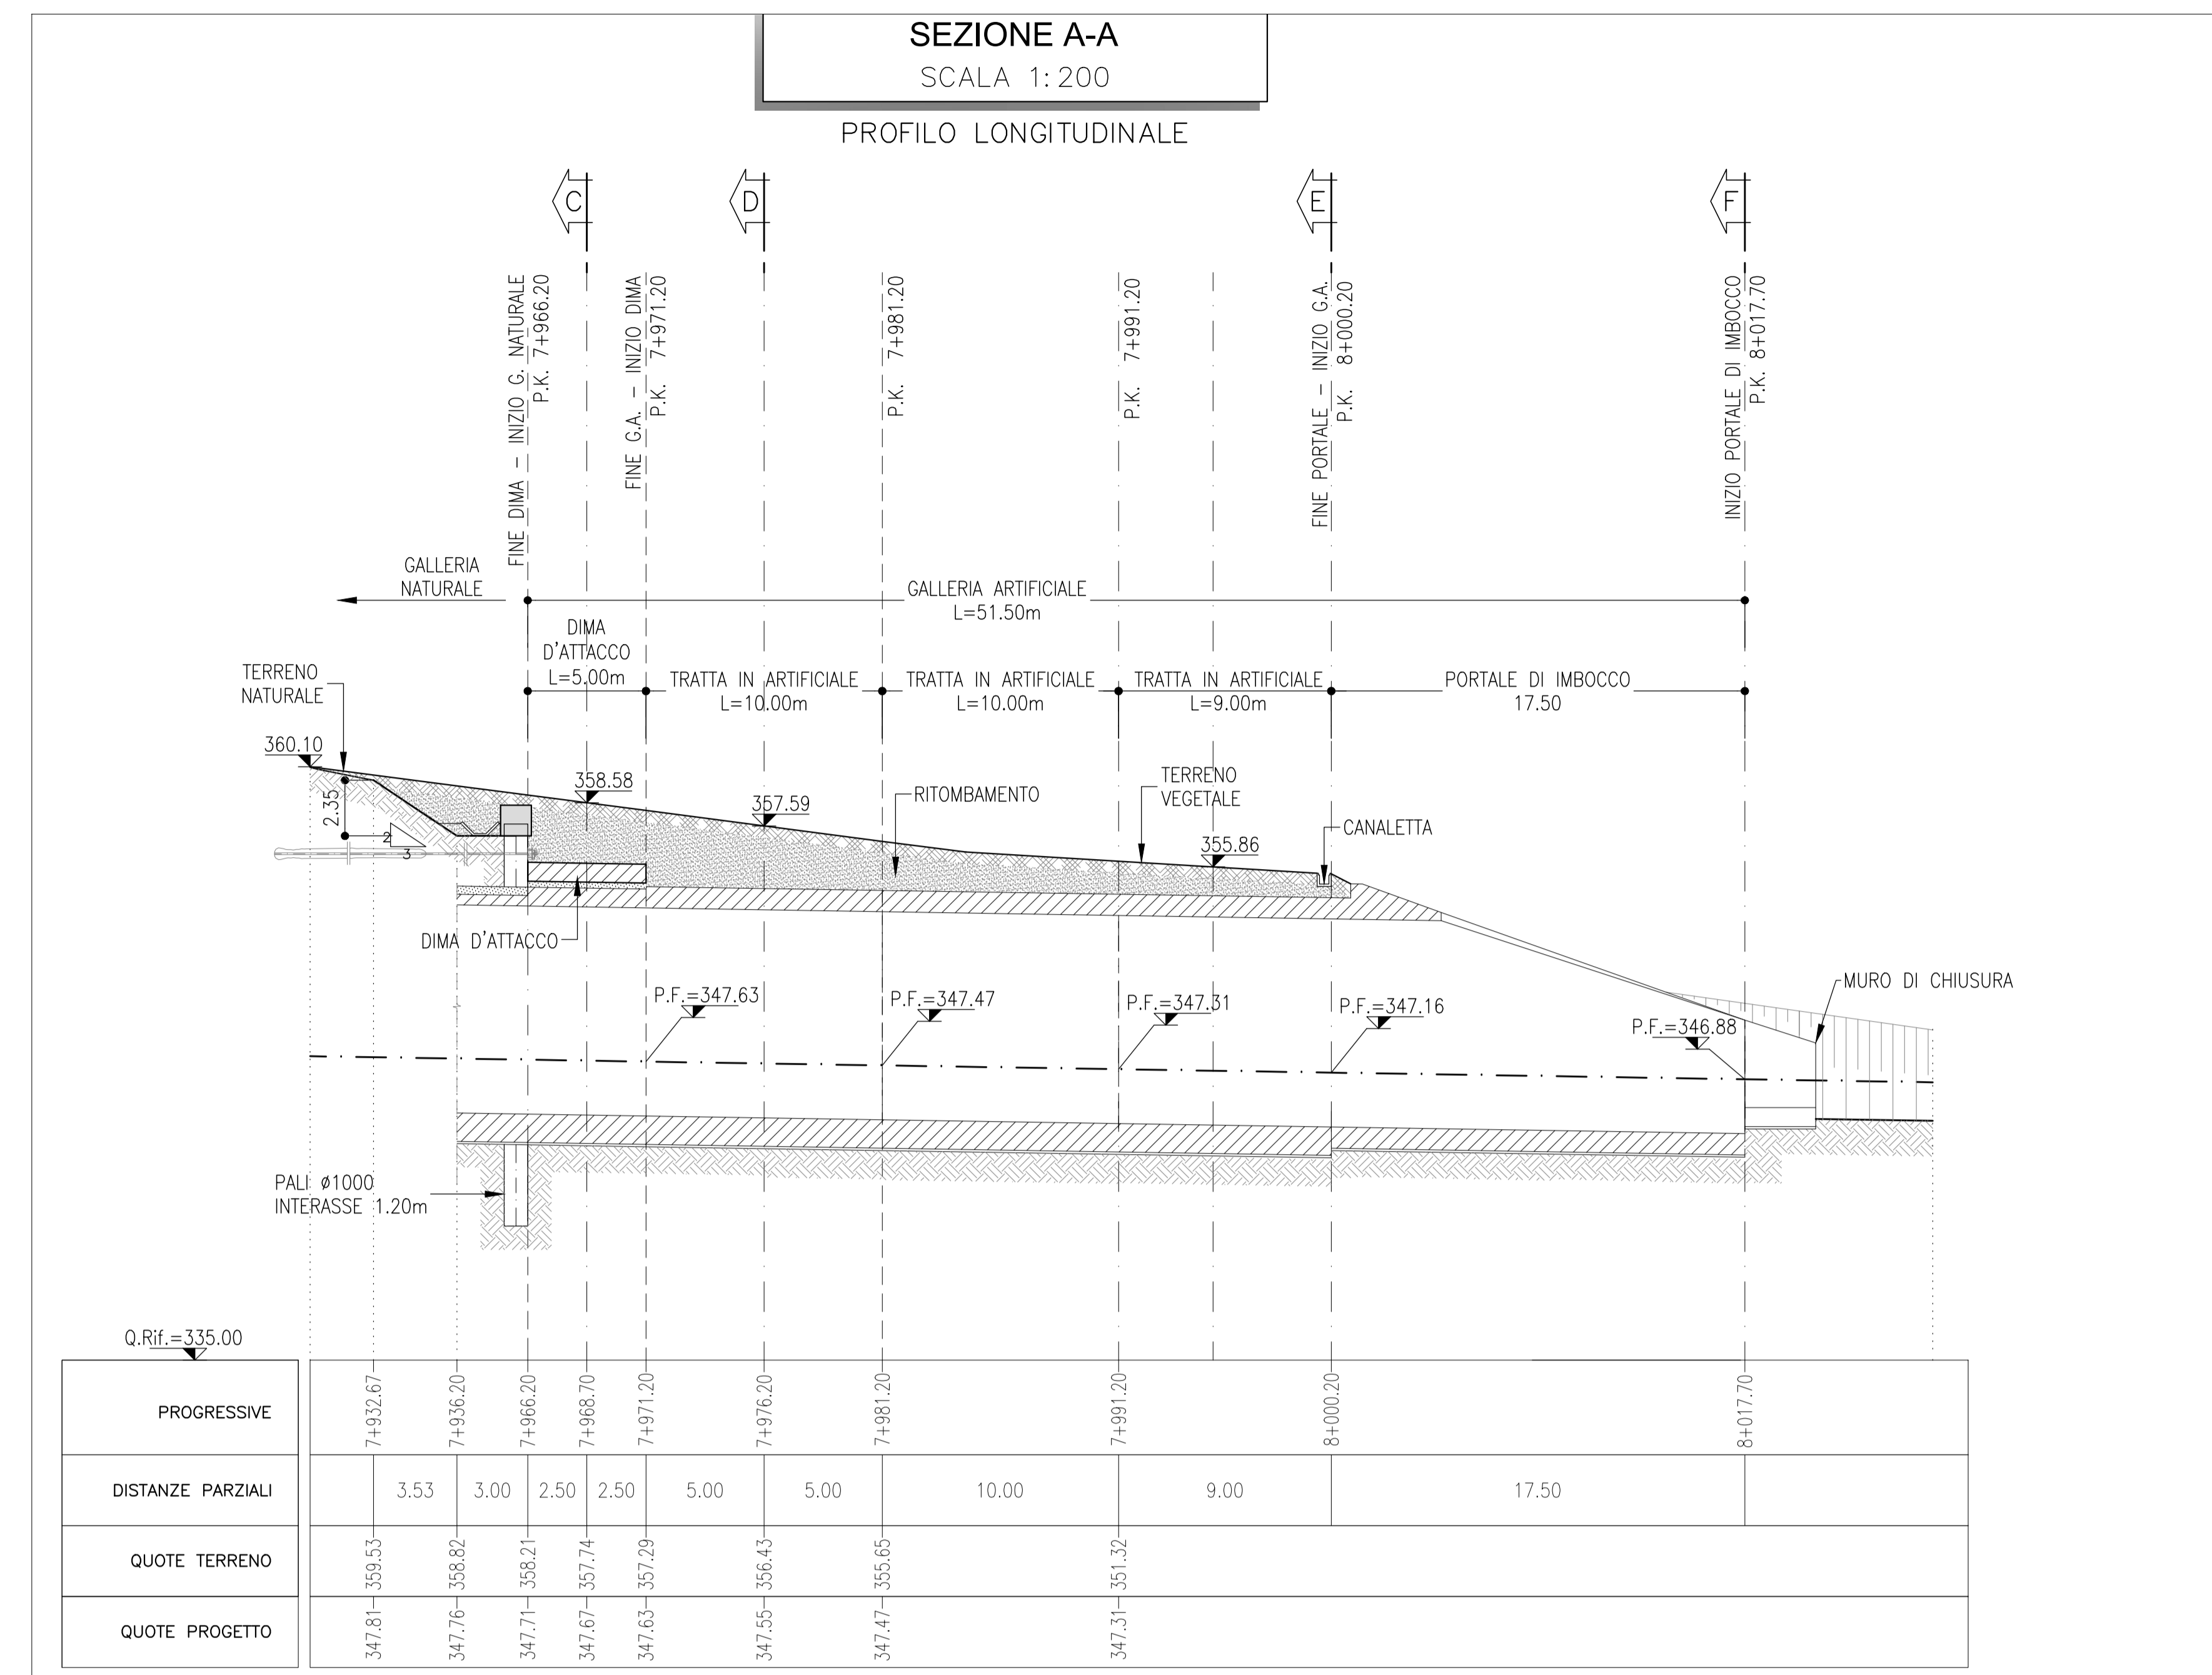 SEZIONE A-A
SCALA 1:200
PROFILO LONGITUDINALE
C
D
E
F
FINE DIMA - INIZIO G. NATURALE
P.K. 7+966.20
FINE G.A. - INIZIO DIMA
P.K. 7+971.20
P.K. 7+981.20
P.K. 7+991.20
FINE PORTALE - INIZIO G.A.
P.K. 8+000.20
INIZIO PORTALE DI IMBOCCO
P.K. 8+017.70
GALLERIA
NATURALE
GALLERIA ARTIFICIALE
L=51.50m
DIMA
D'ATTACCO
L=5.00m
TRATTA IN ARTIFICIALE
L=10.00m
TRATTA IN ARTIFICIALE
L=10.00m
TRATTA IN ARTIFICIALE
L=9.00m
PORTALE DI IMBOCCO
17.50
TERRENO
NATURALE
360.10
2.35
2
3
358.58
357.59
RITOMBAMENTO
TERRENO
VEGETALE
355.86
CANALETTA
DIMA D'ATTACCO
MURO DI CHIUSURA
P.F.=347.63
P.F.=347.47
P.F.=347.31
P.F.=347.16
P.F.=346.88
PALI ø1000
INTERASSE 1.20m
Q.Rif.=335.00
PROGRESSIVE
7+932.67
7+936.20
7+966.20
7+968.70
7+971.20
7+976.20
7+981.20
7+991.20
8+000.20
8+017.70
DISTANZE PARZIALI
3.53
3.00
2.50
2.50
5.00
5.00
10.00
9.00
17.50
QUOTE TERRENO
359.53
358.82
358.21
357.74
357.29
356.43
355.65
351.32
QUOTE PROGETTO
347.81
347.76
347.71
347.67
347.63
347.55
347.47
347.31